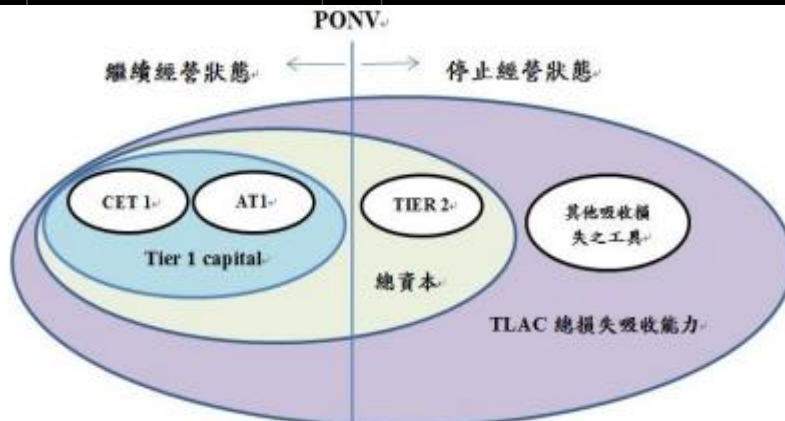 PONV
繼續經營狀態
停止經營狀態
CET 1
AT1
TIER 2
其他吸收損
失之工具
Tier 1 capital
總資本
TLAC 總損失吸收能力